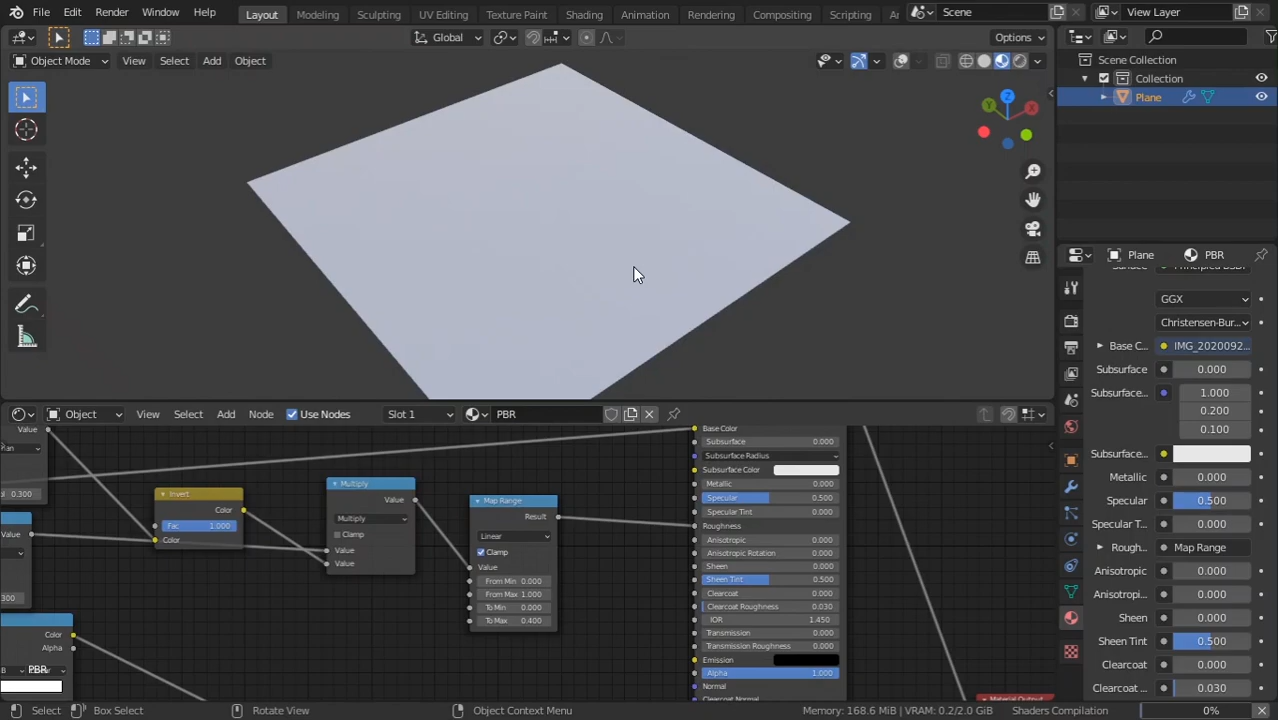 File Edit Render Window Help Layout Modeling Sculpting UV Editing Texture Paint Shading Animation Rendering Compositing Scripting Scene View Layer
Global Options
Object Mode View Select Add Object
Scene Collection
Collection
Plane
Plane PBR
GGX
Christensen-Bur...
Base C... IMG_2020092...
Subsurface 0.000
Subsurface... 1.000
0.200
0.100
Subsurface...
Metallic 0.000
Specular 0.500
Specular T... 0.000
Rough... Map Range
Anisotropic 0.000
Anisotropi... 0.000
Sheen 0.000
Sheen Tint 0.500
Clearcoat 0.000
Clearcoat ... 0.030
Object View Select Add Node Use Nodes Slot 1 PBR
Value
0.300
Value
300
Color
Alpha
PBR
Invert
Color
Fac 1.000
Color
Multiply
Value
Multiply
Clamp
Value
Value
Map Range
Result
Linear
Clamp
Value
From Min 0.000
From Max 1.000
To Min 0.000
To Max 0.400
Base Color
Subsurface 0.000
Subsurface Radius
Subsurface Color
Metallic 0.000
Specular 0.500
Specular Tint 0.000
Roughness
Anisotropic 0.000
Anisotropic Rotation 0.000
Sheen 0.000
Sheen Tint 0.500
Clearcoat 0.000
Clearcoat Roughness 0.030
IOR 1.450
Transmission 0.000
Transmission Roughness 0.000
Emission
Alpha 1.000
Normal
Clearcoat Normal
Material Output
Select Box Select Rotate View Object Context Menu Memory: 168.6 MiB | VRAM: 0.2/2.0 GiB Shaders Compilation 0%